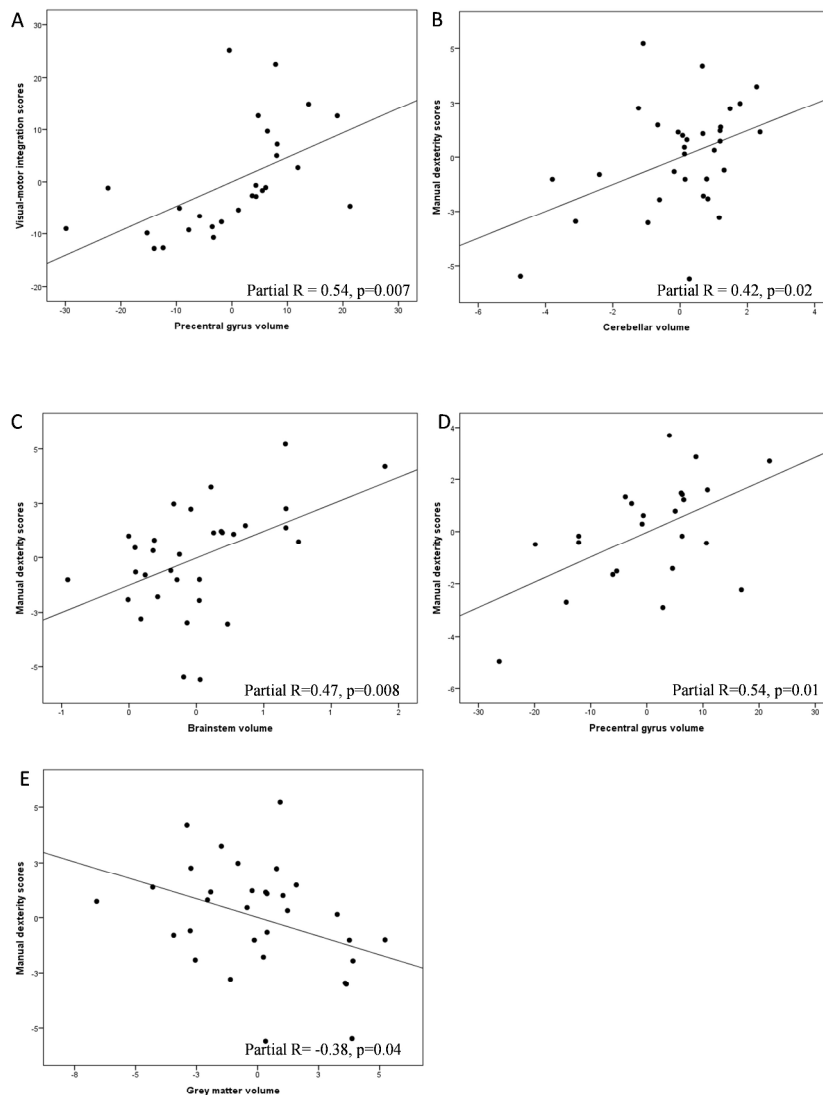 A
30
20
10
0
-10
-20
-30
-20
-10
0
10
20
30
Visual-motor integration scores
Precentral gyrus volume
Partial R = 0.54, p=0.007
B
5
3
0
-3
-5
-6
-4
-2
0
2
4
Manual dextetrity scores
Cerebellar volume
Partial R = 0.42, p=0.02
C
5
3
0
-3
-5
-1
0
0
1
1
2
Manual dexterity scores
Brainstem volume
Partial R=0.47, p=0.008
D
4
2
0
-2
-4
-6
-30
-20
-10
0
10
20
30
Manual dexterity scores
Precentral gyrus volume
Partial R=0.54, p=0.01
E
5
3
0
-3
-5
-8
-5
-3
0
3
5
Manual dexterity scores
Grey matter volume
Partial R= -0.38, p=0.04